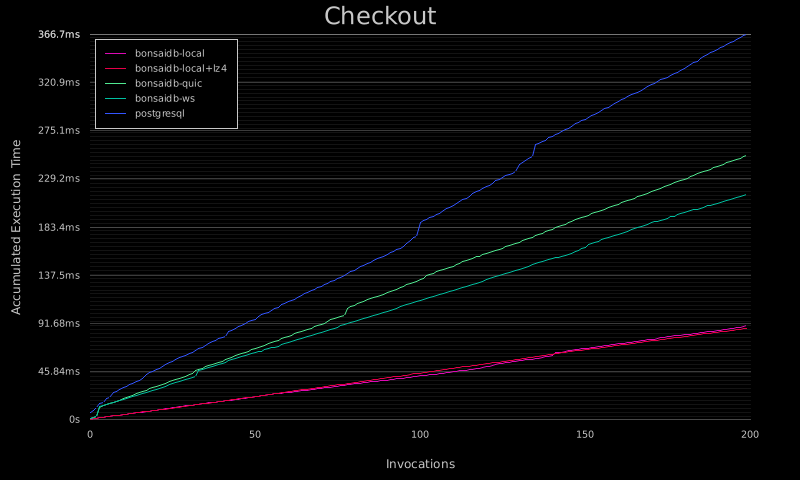 Checkout
366.7ms
320.9ms
275.1ms
229.2ms
183.4ms
137.5ms
91.68ms
45.84ms
0s
bonsaidb-local
bonsaidb-local+lz4
bonsaidb-quic
bonsaidb-ws
postgresql
Accumulated Execution Time
0 50 100 150 200
Invocations